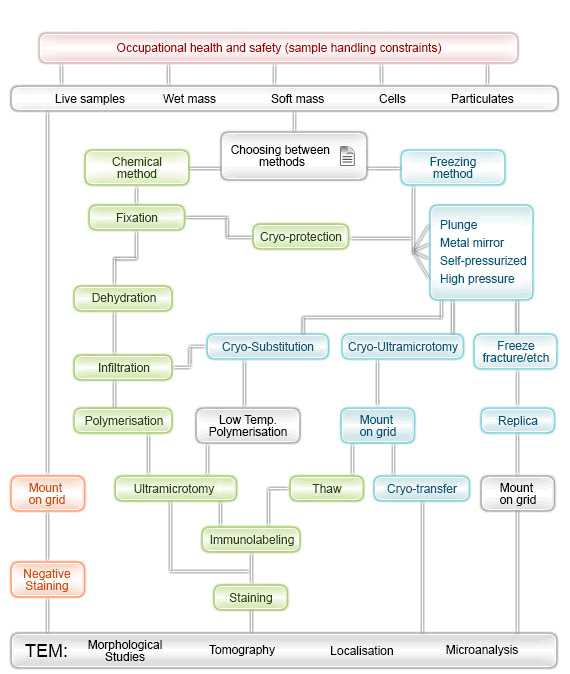 Occupational health and safety (sample handling constraints)
Live samples Wet mass Soft mass Cells Particulates
Choosing between
methods
Chemical
method
Freezing
method
Fixation
Cryo-protection
Plunge
Metal mirror
Self-pressurized
High pressure
Dehydration
Cryo-Substitution
Cryo-Ultramicrotomy
Freeze
fracture/etch
Infiltration
Polymerisation
Low Temp.
Polymerisation
Mount
on grid
Replica
Mount
on grid
Ultramicrotomy
Thaw
Cryo-transfer
Mount
on grid
Immunolabeling
Negative
Staining
Staining
TEM:
Morphological
Studies
Tomography
Localisation
Microanalysis